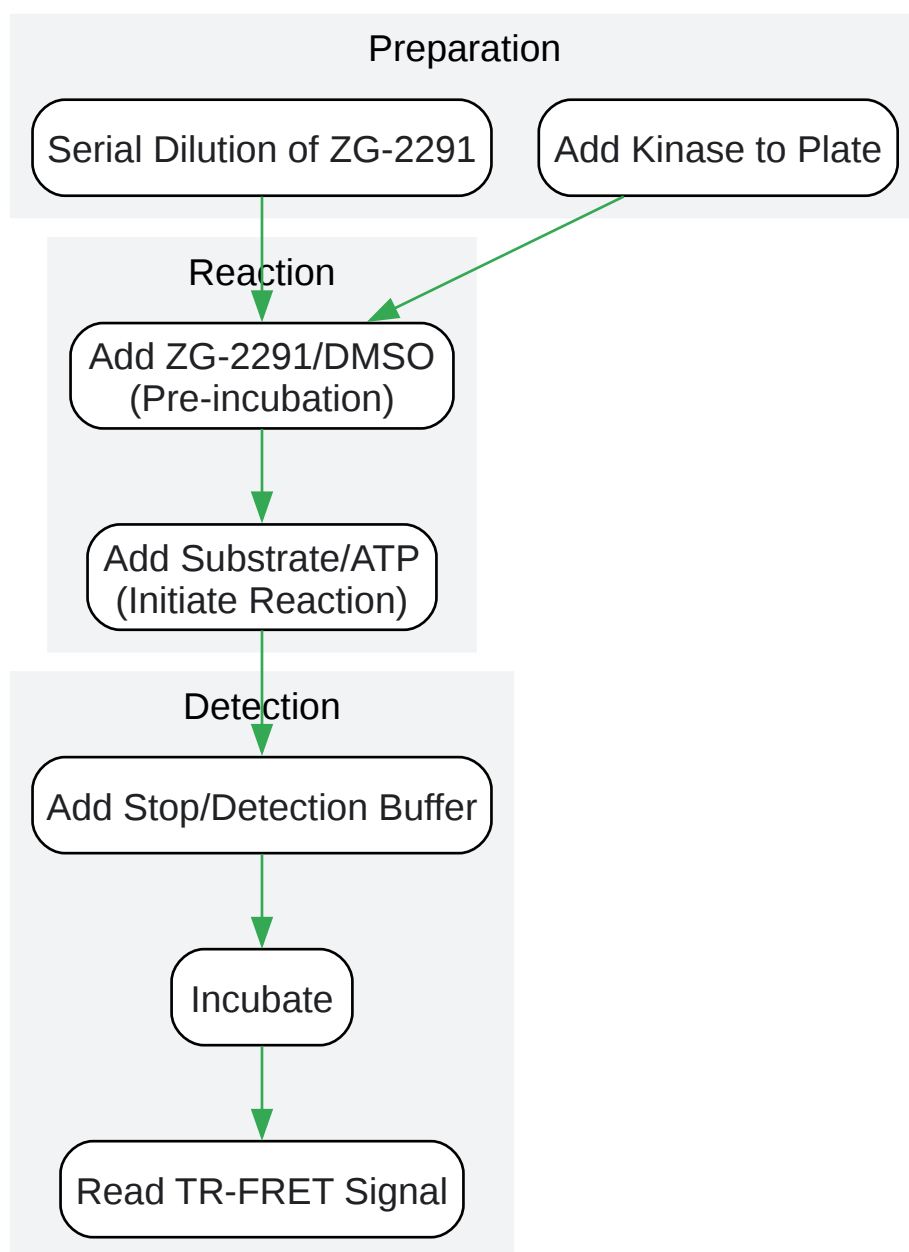 Preparation
Serial Dilution of ZG-2291
Add Kinase to Plate
Reaction
Add ZG-2291/DMSO
(Pre-incubation)
Add Substrate/ATP
(Initiate Reaction)
Detection
Add Stop/Detection Buffer
Incubate
Read TR-FRET Signal